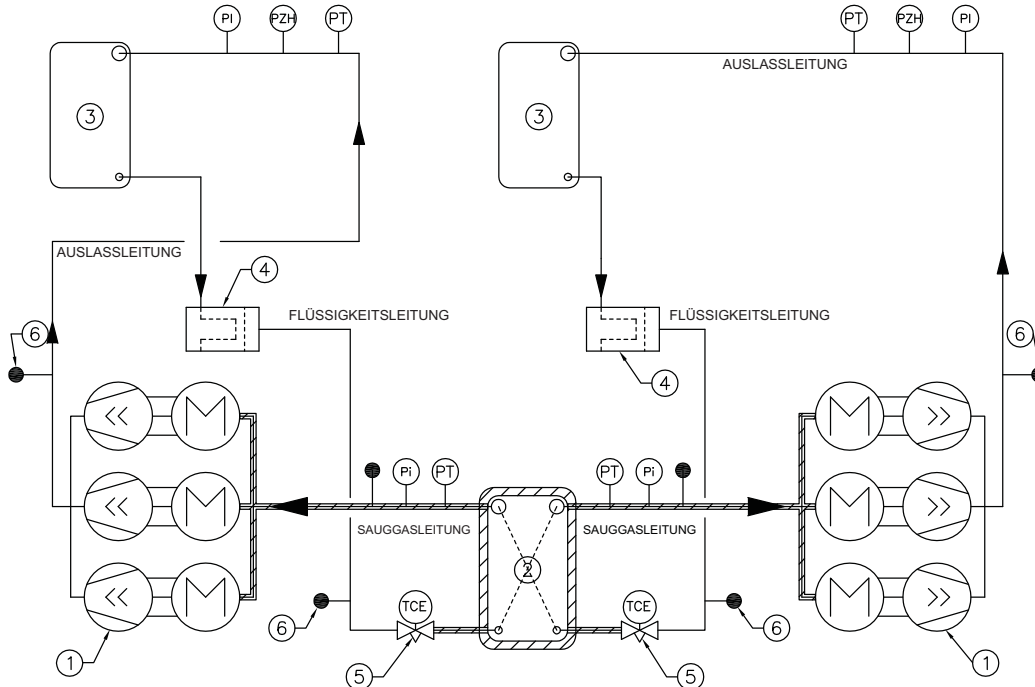 PI PZH PT PT PZH PI
AUSLASSLEITUNG
3 3
AUSLASSLEITUNG
4
FLÜSSIGKEITSLEITUNG FLÜSSIGKEITSLEITUNG
6 6
4
<< M M >>
Pi PT PT Pi
<< M M >>
SAUGGASLEITUNG SAUGGASLEITUNG
2
<< M TCE TCE M >>
6 6
1 5 5 1